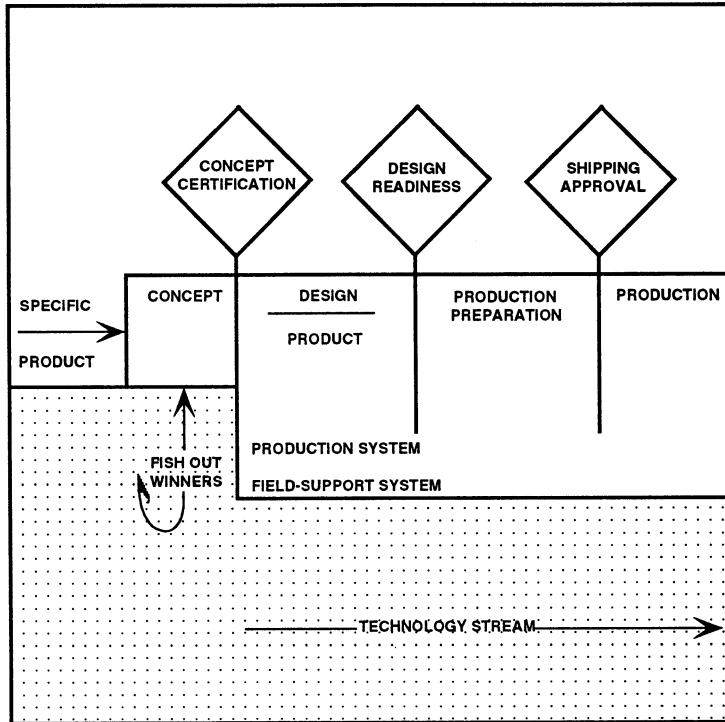 CONCEPT
CERTIFICATION
DESIGN
READINESS
SHIPPING
APPROVAL
SPECIFIC
PRODUCT
CONCEPT
DESIGN
PRODUCT
PRODUCTION
PREPARATION
PRODUCTION
PRODUCTION SYSTEM
FIELD-SUPPORT SYSTEM
FISH OUT
WINNERS
TECHNOLOGY STREAM